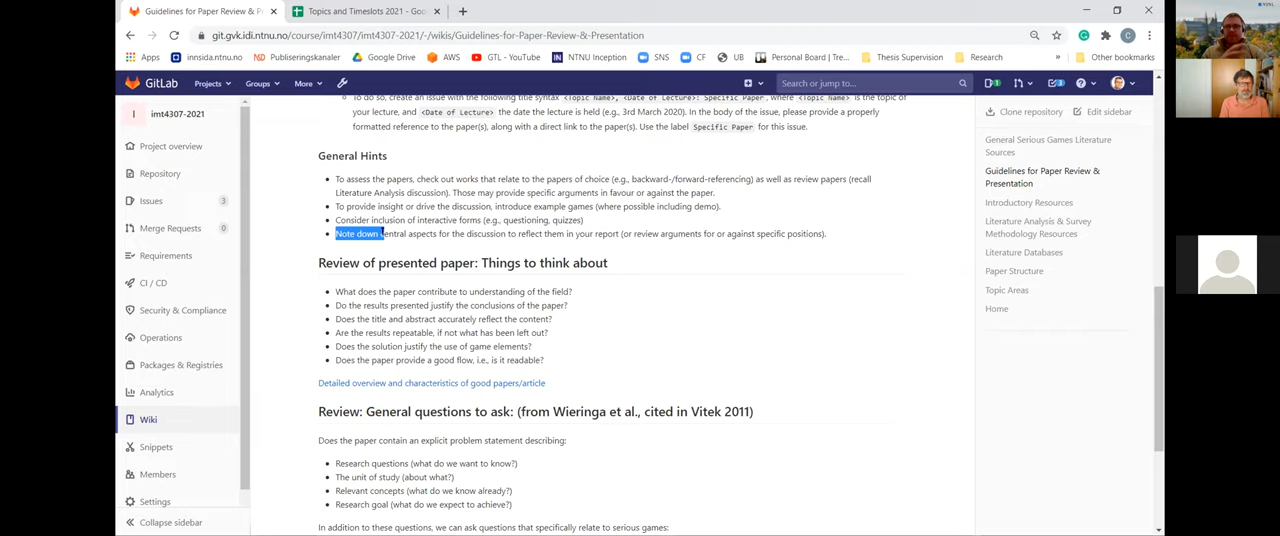 Guidelines for Paper Review & P
Topics and Timeslots 2021 - Goo
git.gvk.idi.ntnu.no/course/imt4307/imt4307-2021/-/wikis/Guidelines-for-Paper-Review-&-Presentation
Apps
innsida.ntnu.no
Publiseringskanaler
Google Drive
AWS
GTL - YouTube
NTNU Inception
SNS
CF
UB
Personal Board | Tre...
Thesis Supervision
Research
»
Other bookmarks
GitLab
Projects
Groups
More
Search or jump to...
1
3
I
imt4307-2021
Project overview
Repository
Issues
3
Merge Requests
0
Requirements
CI / CD
Security & Compliance
Operations
Packages & Registries
Analytics
Wiki
Snippets
Members
Settings
Collapse sidebar
To do so, create an issue with the following title syntax <Topic Name>, <Date of Lecture>: Specific Paper, where <Topic Name> is the topic of
your lecture, and <Date of Lecture> the date the lecture is held (e.g., 3rd March 2020). In the body of the issue, please provide a properly
formatted reference to the paper(s), along with a direct link to the paper(s). Use the label Specific Paper for this issue.
General Hints
• To assess the papers, check out works that relate to the papers of choice (e.g., backward-/forward-referencing) as well as review papers (recall
Literature Analysis discussion). Those may provide specific arguments in favour or against the paper.
• To provide insight or drive the discussion, introduce example games (where possible including demo).
• Consider inclusion of interactive forms (e.g., questioning, quizzes)
• Note down central aspects for the discussion to reflect them in your report (or review arguments for or against specific positions).
Review of presented paper: Things to think about
• What does the paper contribute to understanding of the field?
• Do the results presented justify the conclusions of the paper?
• Does the title and abstract accurately reflect the content?
• Are the results repeatable, if not what has been left out?
• Does the solution justify the use of game elements?
• Does the paper provide a good flow, i.e., is it readable?
Detailed overview and characteristics of good papers/article
Review: General questions to ask: (from Wieringa et al., cited in Vitek 2011)
Does the paper contain an explicit problem statement describing:
• Research questions (what do we want to know?)
• The unit of study (about what?)
• Relevant concepts (what do we know already?)
• Research goal (what do we expect to achieve?)
In addition to these questions, we can ask questions that specifically relate to serious games:
Clone repository
Edit sidebar
General Serious Games Literature
Sources
Guidelines for Paper Review &
Presentation
Introductory Resources
Literature Analysis & Survey
Methodology Resources
Literature Databases
Paper Structure
Topic Areas
Home